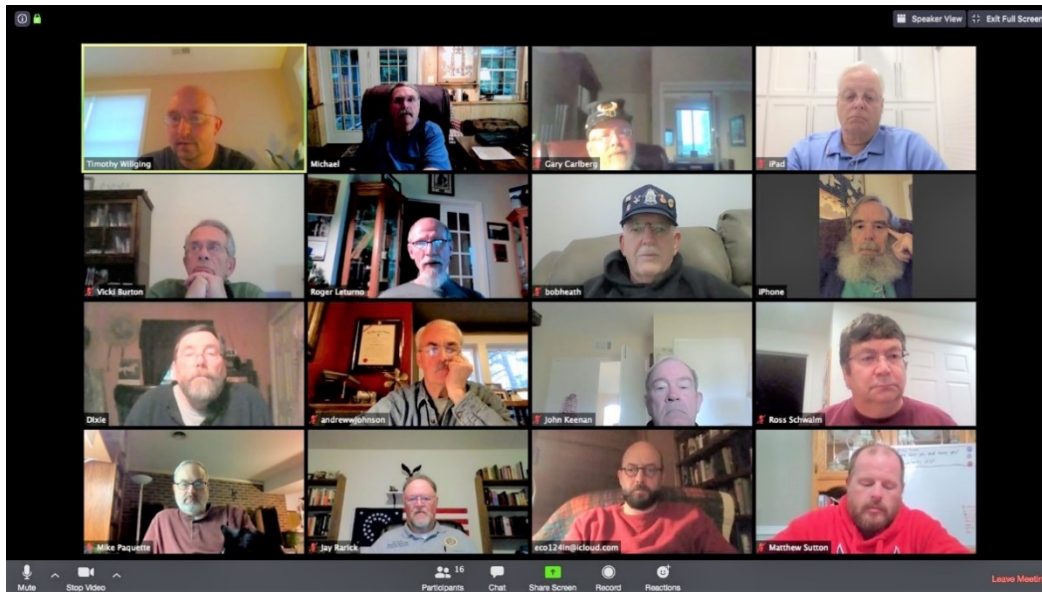 Speaker View
Exit Full Screen
Timothy Willging
Michael
Gary Carlberg
iPad
Vicki Burton
Roger Leturno
bobheath
iPhone
Dixie
andrewwjohnson
John Keenan
Ross Schwalm
Mike Paquette
Jay Rarick
eco124in@icloud.com
Matthew Sutton
Mute
Stop Video
16
Participants
Chat
Share Screen
Record
Reactions
Leave Meetin